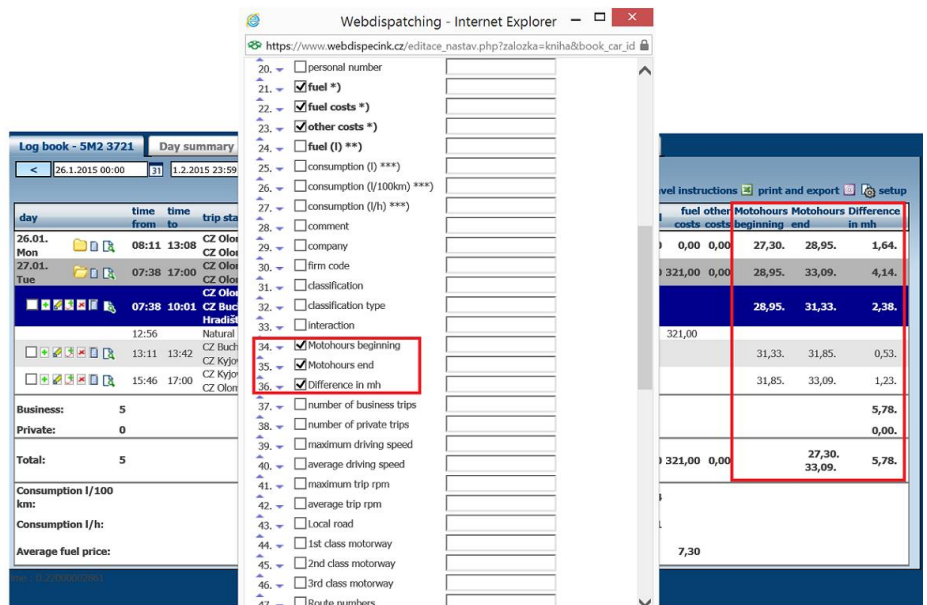 Webdispatching - Internet Explorer
https://www.webdispecink.cz/editace_nastav.php?zalozka=kniha&book_car_id
20. personal number
21. fuel *)
22. fuel costs *)
23. other costs *)
24. fuel (l) **)
25. consumption (l) ***)
26. consumption (l/100km) ***)
27. consumption (l/h) ***)
28. comment
29. company
30. firm code
31. classification
32. classification type
33. interaction
34. Motohours beginning
35. Motohours end
36. Difference in mh
37. number of business trips
38. number of private trips
39. maximum driving speed
40. average driving speed
41. maximum trip rpm
42. average trip rpm
43. Local road
44. 1st class motorway
45. 2nd class motorway
46. 3rd class motorway
47. Route numbers
Log book - 5M2 3721 Day summary
< 26.1.2015 00:00 31 1.2.2015 23:59
vel instructions print and export setup
day time from time to trip sta
fuel costs other costs Motohours beginning Motohours end Difference in mh
26.01. Mon 08:11 13:08 CZ Olo
CZ Olo
0,00 0,00 27,30. 28,95. 1,64.
27.01. Tue 07:38 17:00 CZ Olo
CZ Olo
321,00 0,00 28,95. 33,09. 4,14.
07:38 10:01 CZ Olo
CZ Buc
Hradišt
28,95. 31,33. 2,38.
12:56 Natural 321,00
13:11 13:42 CZ Buch
CZ Kyjo
31,33. 31,85. 0,53.
15:46 17:00 CZ Kyjo
CZ Olom
31,85. 33,09. 1,23.
Business: 5 5,78.
Private: 0 0,00.
Total: 5 321,00 0,00 27,30. 33,09. 5,78.
Consumption l/100 km:
Consumption l/h:
Average fuel price: 7,30